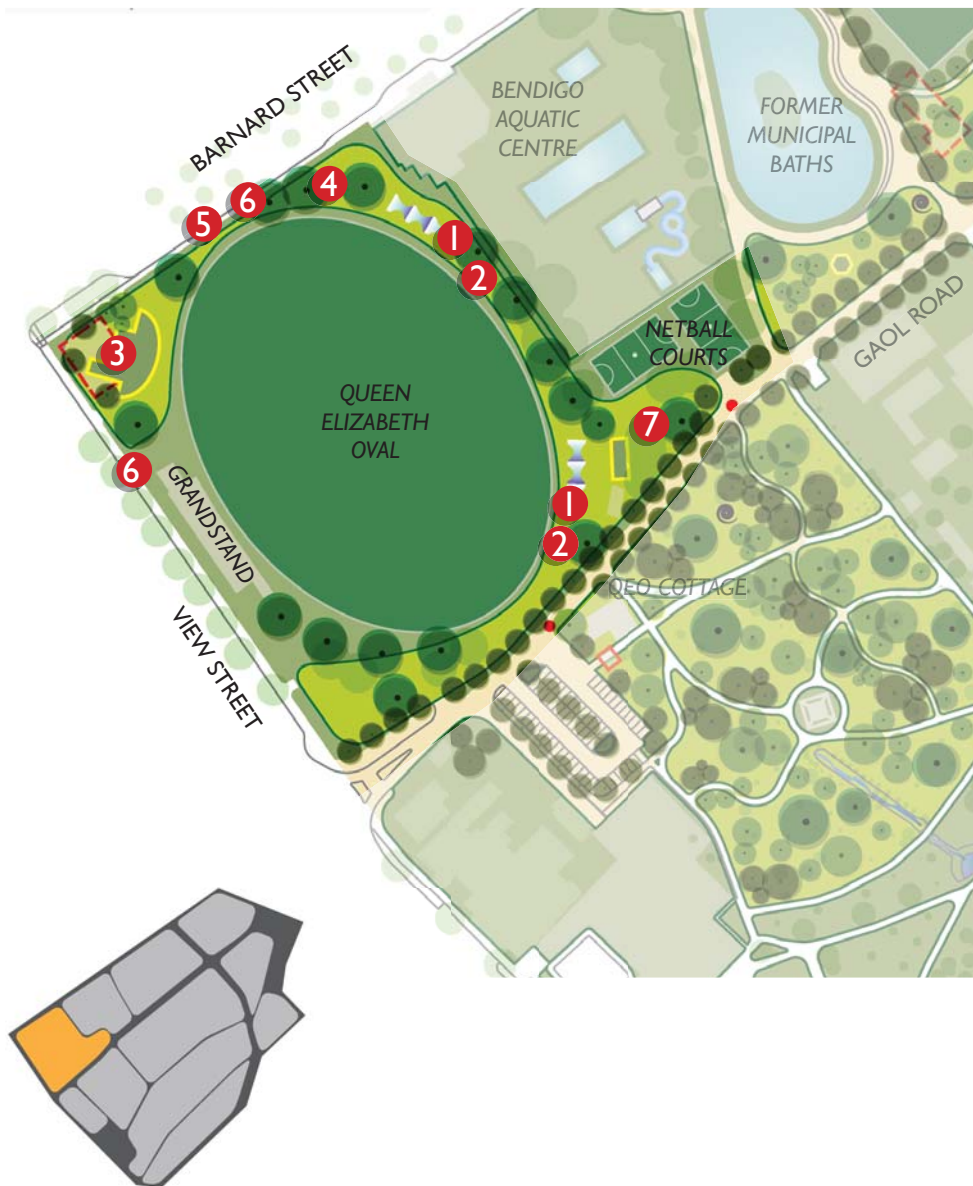 BARNARD STREET
BENDIGO
AQUATIC
CENTRE
FORMER
MUNICIPAL
BATHS
4
6
5
1
2
3
NETBALL
COURTS
GAOL ROAD
QUEEN
ELIZABETH
OVAL
7
6
GRANDSTAND
1
2
QEO COTTAGE
VIEW STREET